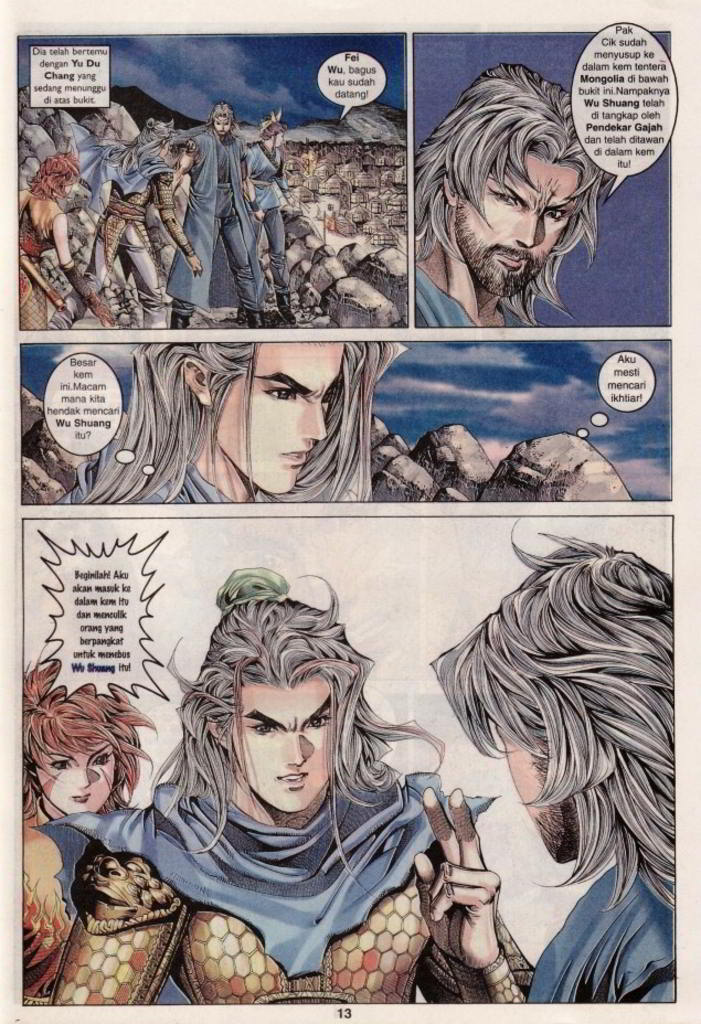 Dia telah bertemu
dengan Yu Du
Chang yang
sedang menunggu
di atas bukit.
Fei
Wu, bagus
kau sudah
datang!
Pak
Cik sudah
menyusup ke
dalam kem tentera
Mongolia di bawah
bukit ini.Nampaknya
Wu Shuang telah
di tangkap oleh
Pendekar Gajah
dan telah ditawan
di dalam kem
itu!
Besar
kem
ini.Macam
mana kita
hendak mencari
Wu Shuang
itu?
Aku
mesti
mencari
ikhtiar!
Beginilah! Aku
akan masuk ke
dalam kem itu
dan menculik
orang yang
berpangkat
untuk menebus
Wu Shuang itu!
13